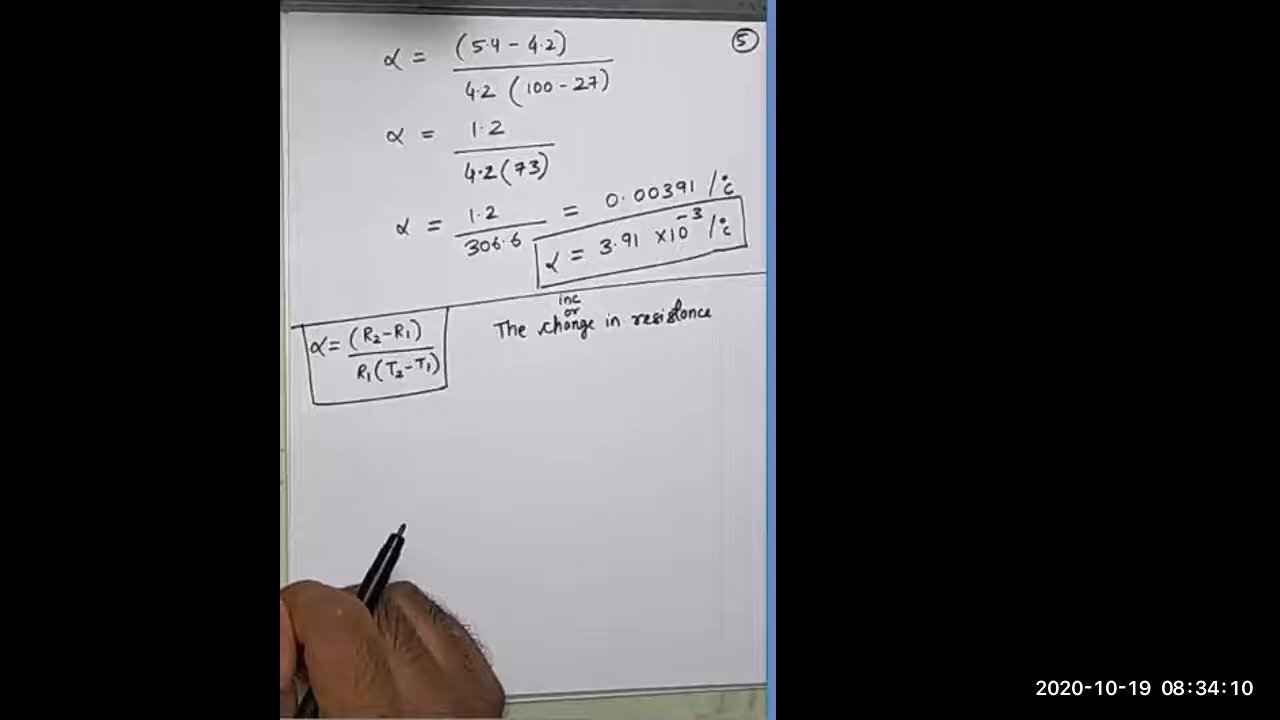 ⑤
α = (5.4 - 4.2) / 4.2 (100 - 27)
α = 1.2 / 4.2 (73)
α = 1.2 / 306.6 = 0.00391 /°c
α = 3.91 × 10⁻³ /°c
α = (R₂ - R₁) / R₁ (T₂ - T₁)
inc
or
The change in resistance
2020-10-19 08:34:10